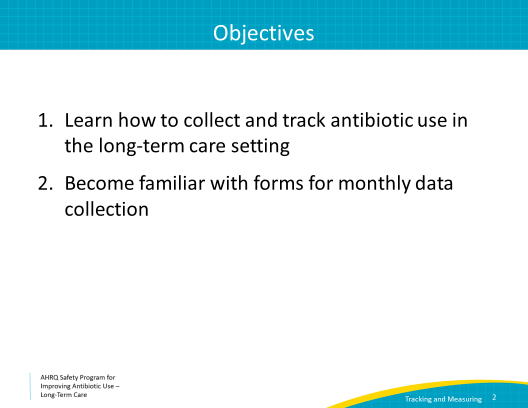 Objectives
1. Learn how to collect and track antibiotic use in
the long-term care setting
2. Become familiar with forms for monthly data
collection
AHRQ Safety Program for
Improving Antibiotic Use –
Long-Term Care
Tracking and Measuring 2